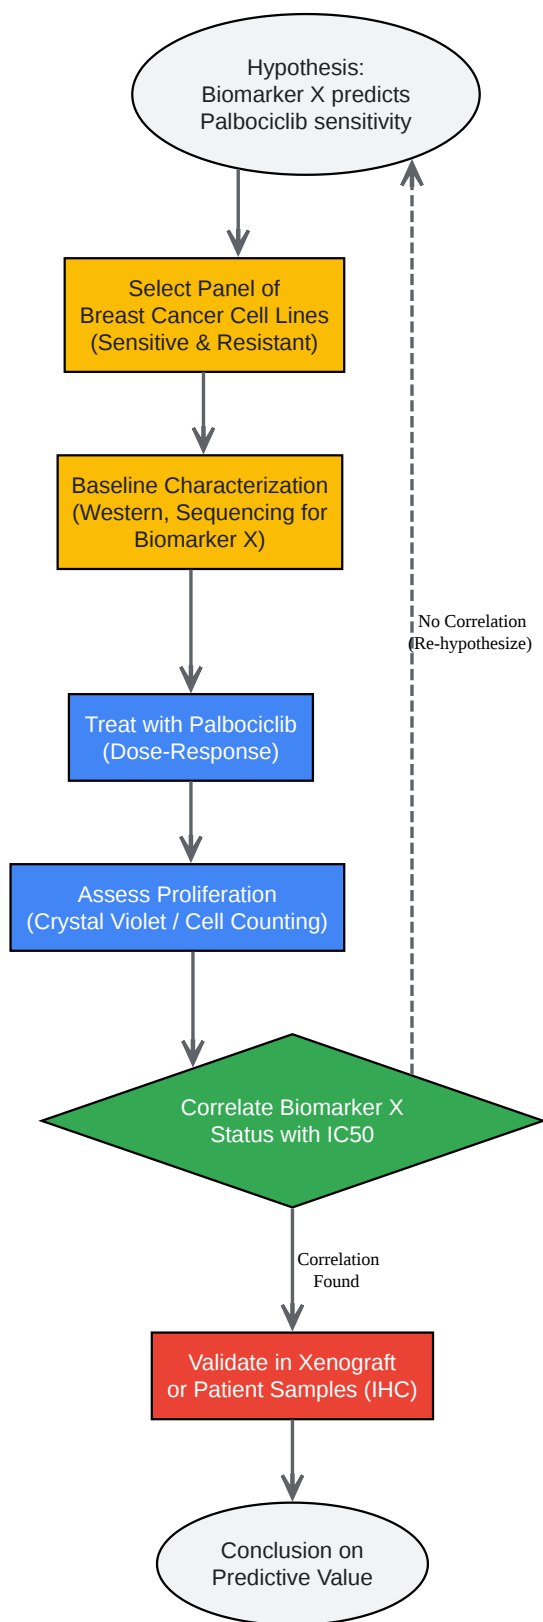 Hypothesis:
Biomarker X predicts
Palbociclib sensitivity
Select Panel of
Breast Cancer Cell Lines
(Sensitive & Resistant)
Baseline Characterization
(Western, Sequencing for
Biomarker X)
No Correlation
(Re-hypothesize)
Treat with Palbociclib
(Dose-Response)
Assess Proliferation
(Crystal Violet / Cell Counting)
Correlate Biomarker X
Status with IC50
Correlation
Found
Validate in Xenograft
or Patient Samples (IHC)
Conclusion on
Predictive Value